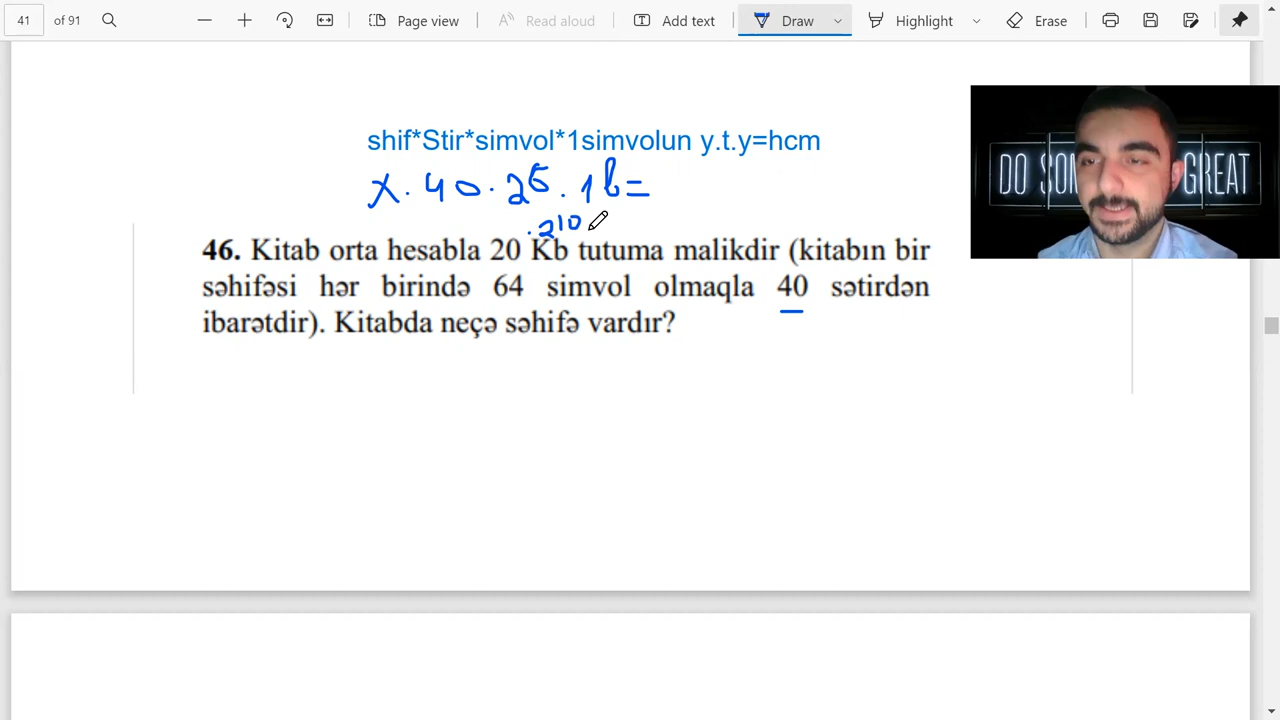 41 of 91 Page view Read aloud Add text Draw Highlight Erase
shif*Stir*simvol*1simvolun y.t.y=hcm
x · 40 · 2⁶ · 1b=
· 2¹⁰
46. Kitab orta hesabla 20 Kb tutuma malikdir (kitabın bir
səhifəsi hər birində 64 simvol olmaqla 40 sətirdən
ibarətdir). Kitabda neçə səhifə vardır?
DO SOM GREAT